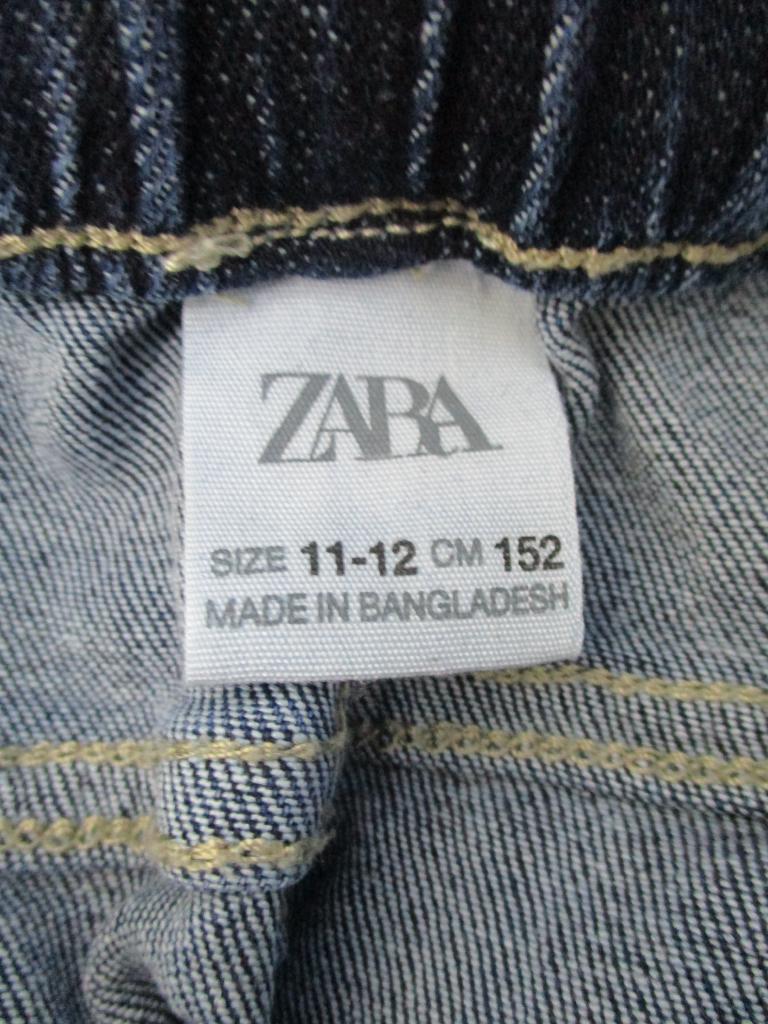 ZARA
SIZE 11-12 CM 152
MADE IN BANGLADESH